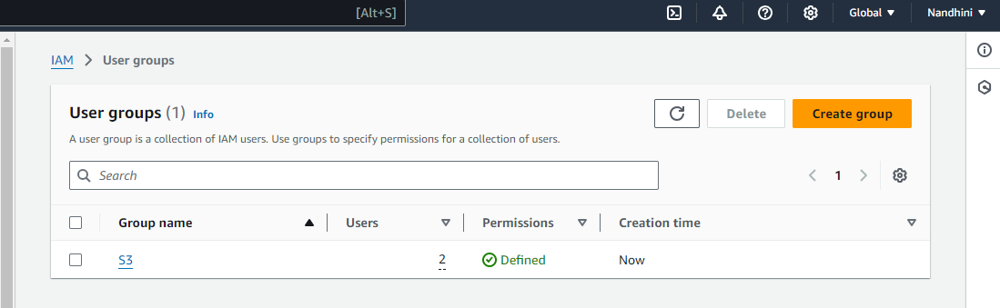 [Alt+S] Global Nandhini
IAM > User groups
User groups (1) Info Delete Create group
A user group is a collection of IAM users. Use groups to specify permissions for a collection of users.
Search 1
Group name Users Permissions Creation time
S3 2 Defined Now